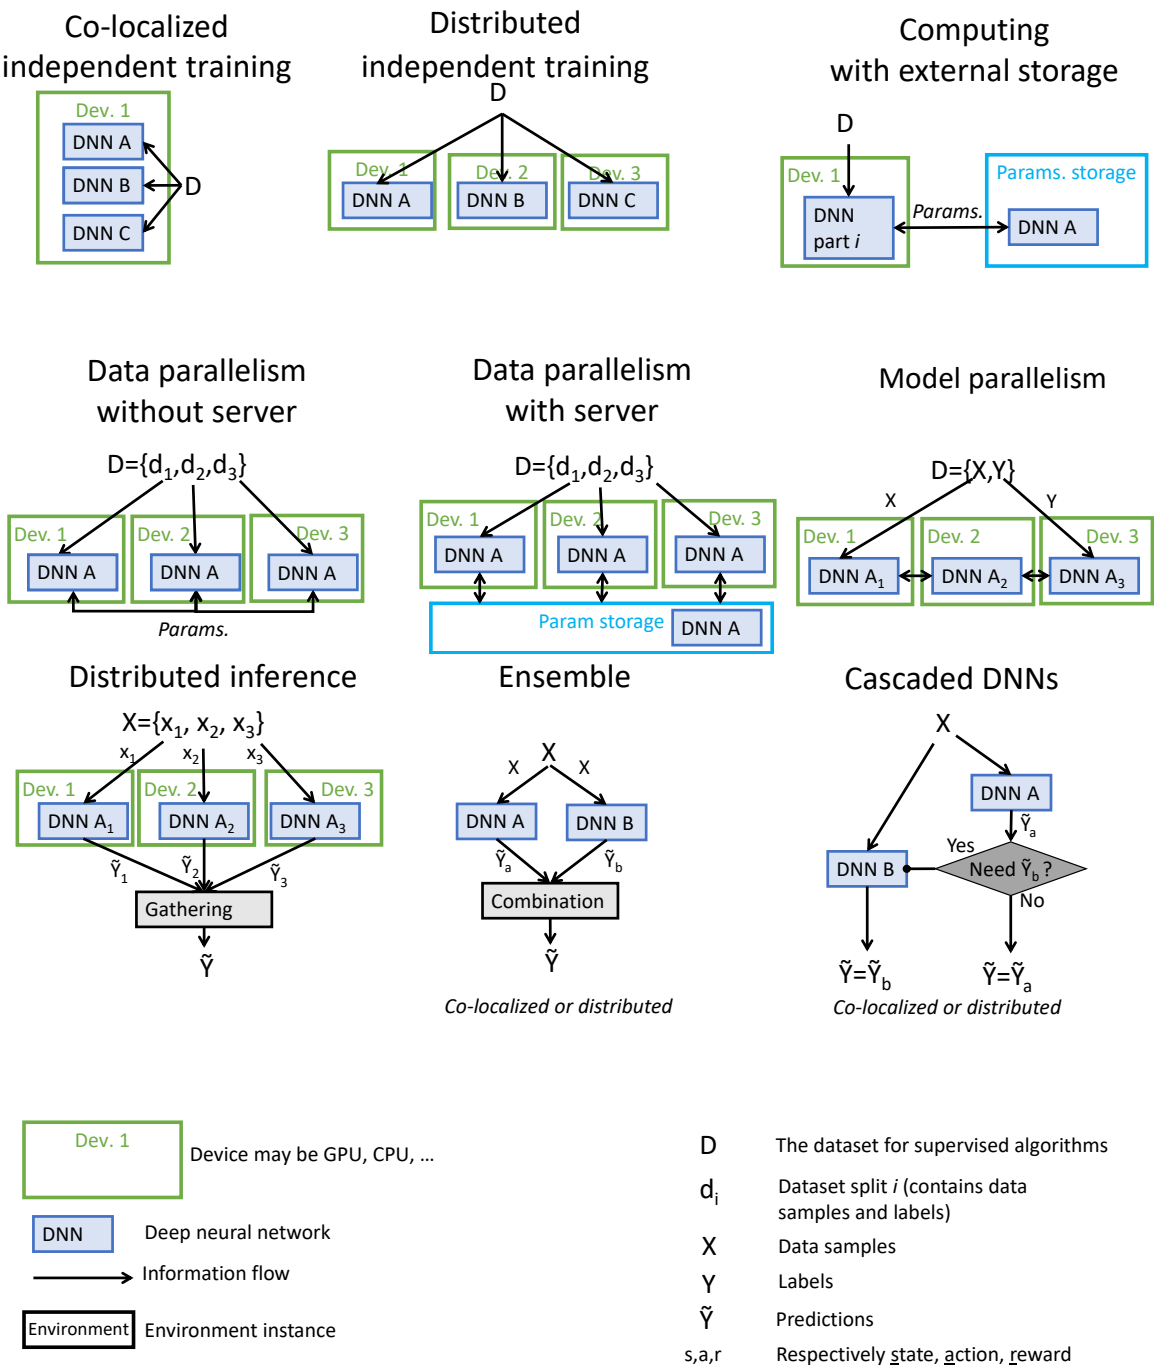 Co-localized
independent training
Dev. 1
DNN A
DNN B
DNN C
D
Distributed
independent training
D
Dev. 1
Dev. 2
Dev. 3
DNN A
DNN B
DNN C
Computing
with external storage
D
Dev. 1
DNN
part i
Params.
Params. storage
DNN A
Data parallelism
without server
D={d₁,d₂,d₃}
Dev. 1
Dev. 2
Dev. 3
DNN A
DNN A
DNN A
Params.
Data parallelism
with server
D={d₁,d₂,d₃}
Dev. 1
Dev. 2
Dev. 3
DNN A
DNN A
DNN A
Param storage
DNN A
Model parallelism
D={X,Y}
X
Y
Dev. 1
Dev. 2
Dev. 3
DNN A₁
DNN A₂
DNN A₃
Distributed inference
X={x₁, x₂, x₃}
x₁
x₂
x₃
Dev. 1
Dev. 2
Dev. 3
DNN A₁
DNN A₂
DNN A₃
Ỹ₁
Ỹ₂
Ỹ₃
Gathering
Ỹ
Ensemble
X
X
X
DNN A
DNN B
Ỹₐ
Ỹb
Combination
Ỹ
Co-localized or distributed
Cascaded DNNs
X
DNN A
Ỹₐ
Yes
DNN B
Need Ỹb ?
No
Ỹ=Ỹb
Ỹ=Ỹₐ
Co-localized or distributed
Dev. 1
Device may be GPU, CPU, ...
DNN
Deep neural network
Information flow
Environment
Environment instance
D
The dataset for supervised algorithms
dᵢ
Dataset split i (contains data
samples and labels)
X
Data samples
Y
Labels
Ỹ
Predictions
s,a,r
Respectively state, action, reward